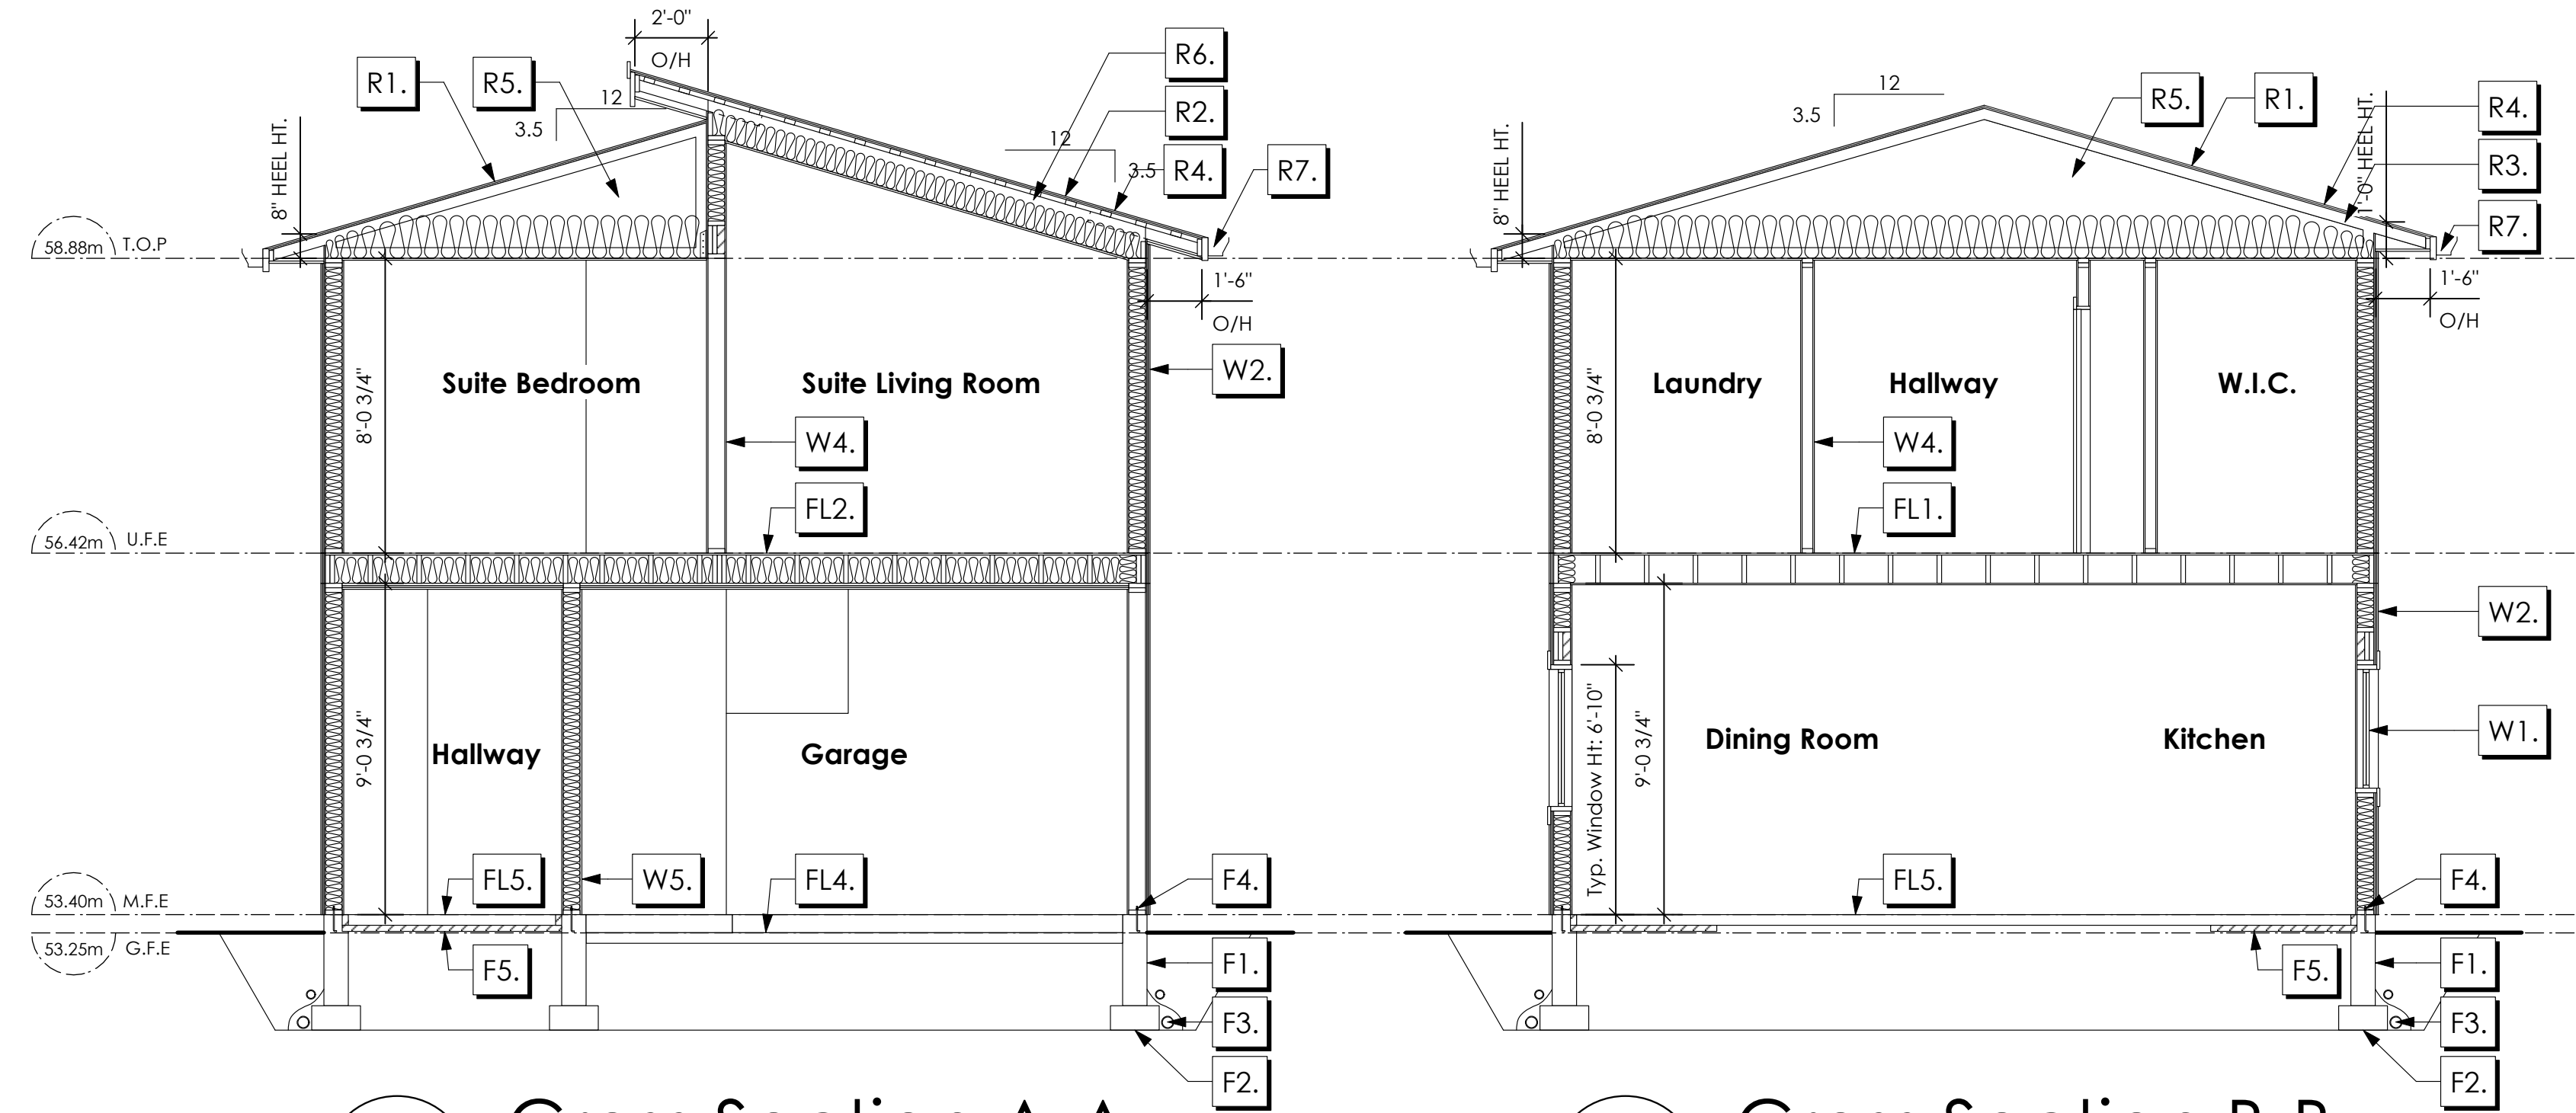 2'-0"
O/H
R1.
R5.
12
3.5
8" HEEL HT.
R6.
R2.
12
3.5
R4.
R7.
58.88m T.O.P
1'-6"
O/H
Suite Bedroom
Suite Living Room
8'-0 3/4"
W2.
W4.
FL2.
56.42m U.F.E
9'-0 3/4"
Hallway
Garage
FL5.
W5.
FL4.
F4.
53.40m M.F.E
53.25m G.F.E
F5.
F1.
F3.
F2.
12
3.5
8" HEEL HT.
R5.
R1.
1'-0" HEEL HT.
R4.
R3.
R7.
1'-6"
O/H
Laundry
Hallway
W.I.C.
8'-0 3/4"
W4.
FL1.
W2.
Typ. Window Ht: 6'-10"
9'-0 3/4"
Dining Room
Kitchen
W1.
FL5.
F4.
F5.
F1.
F3.
F2.